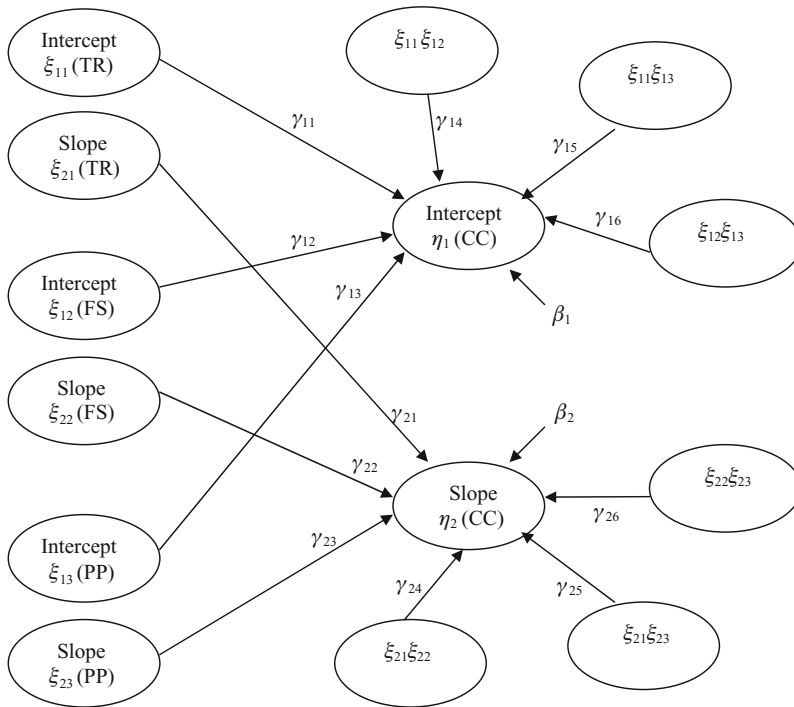 Intercept
ξ₁₁ (TR)
Slope
ξ₂₁ (TR)
Intercept
ξ₁₂ (FS)
Slope
ξ₂₂ (FS)
Intercept
ξ₁₃ (PP)
Slope
ξ₂₃ (PP)
γ₁₁
γ₁₂
γ₁₃
γ₂₁
γ₂₂
γ₂₃
ξ₁₁ξ₁₂
γ₁₄
ξ₁₁ξ₁₃
γ₁₅
ξ₁₂ξ₁₃
γ₁₆
Intercept
η₁ (CC)
β₁
β₂
Slope
η₂ (CC)
ξ₂₂ξ₂₃
γ₂₆
γ₂₄
γ₂₅
ξ₂₁ξ₂₂
ξ₂₁ξ₂₃